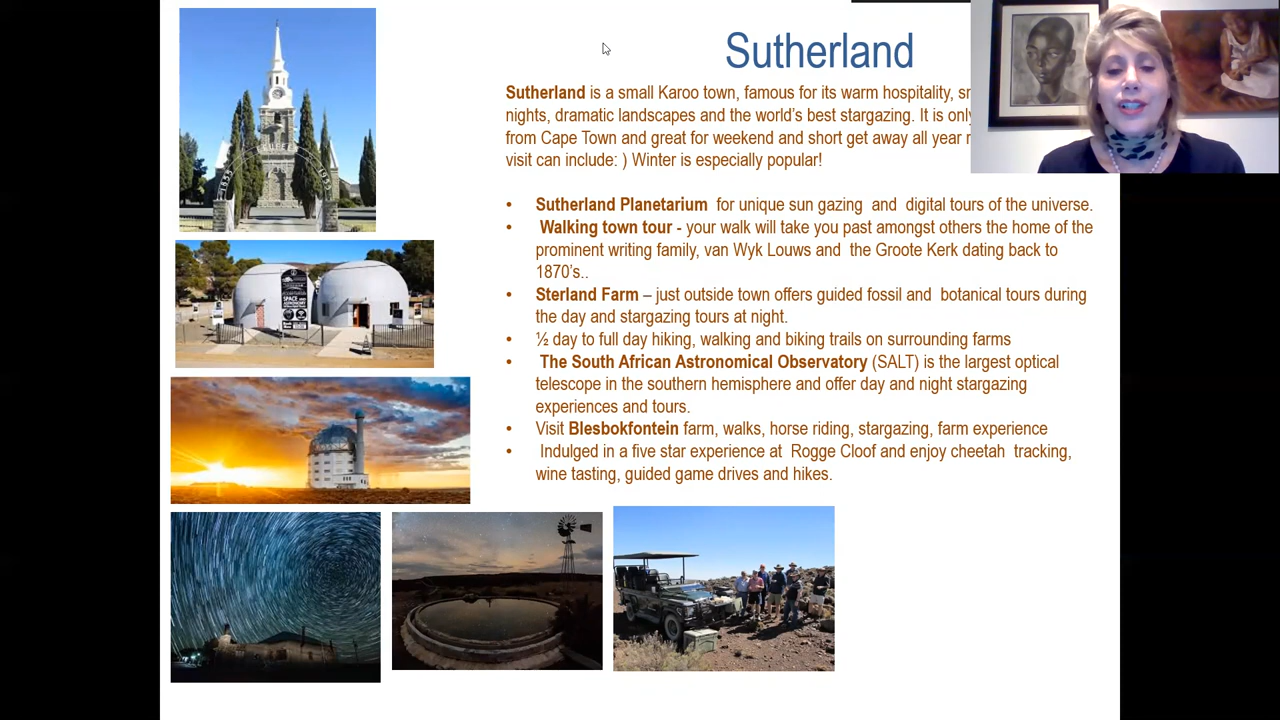 Sutherland
Sutherland is a small Karoo town, famous for its warm hospitality,
nights, dramatic landscapes and the world's best stargazing. It is
from Cape Town and great for weekend and short get away all year
visit can include: ) Winter is especially popular!
• Sutherland Planetarium for unique sun gazing and digital tours of the universe.
• Walking town tour - your walk will take you past amongst others the home of the
prominent writing family, van Wyk Louws and the Groote Kerk dating back to
1870's..
• Sterland Farm – just outside town offers guided fossil and botanical tours during
the day and stargazing tours at night.
• ½ day to full day hiking, walking and biking trails on surrounding farms
• The South African Astronomical Observatory (SALT) is the largest optical
telescope in the southern hemisphere and offer day and night stargazing
experiences and tours.
• Visit Blesbokfontein farm, walks, horse riding, stargazing, farm experience
• Indulged in a five star experience at Rogge Cloof and enjoy cheetah tracking,
wine tasting, guided game drives and hikes.
1855
1955
SPACE